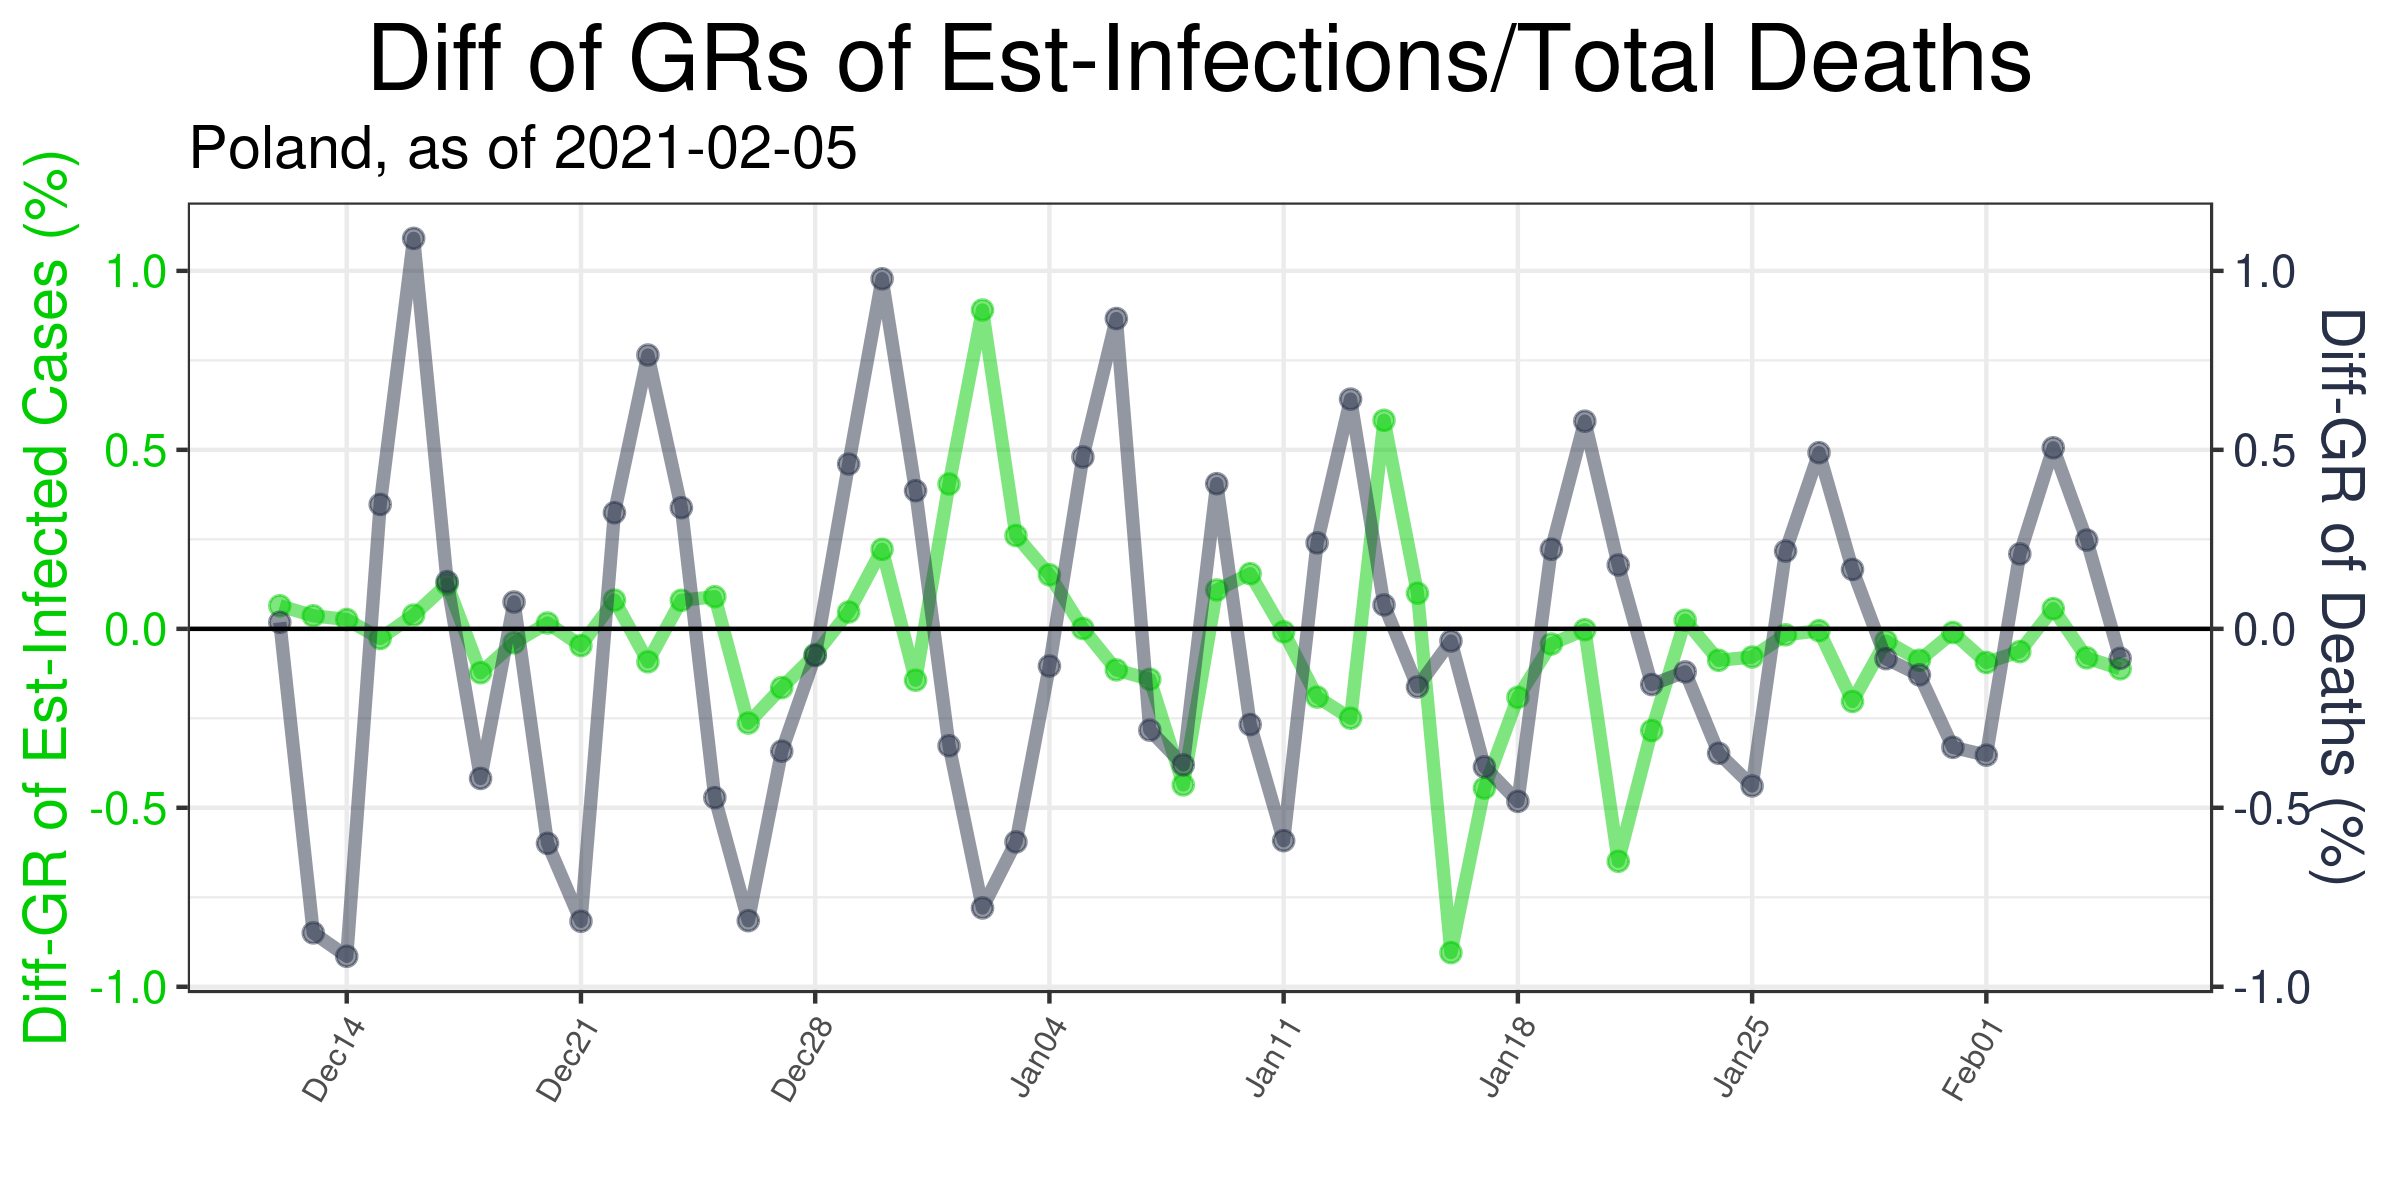 Diff of GRs of Est-Infections/Total Deaths
Poland, as of 2021-02-05
Diff-GR of Est-Infected Cases (%)
1.0
0.5
0.0
-0.5
-1.0
1.0
0.5
0.0
-0.5
-1.0
Diff-GR of Deaths (%)
Dec14
Dec21
Dec28
Jan04
Jan11
Jan18
Jan25
Feb01